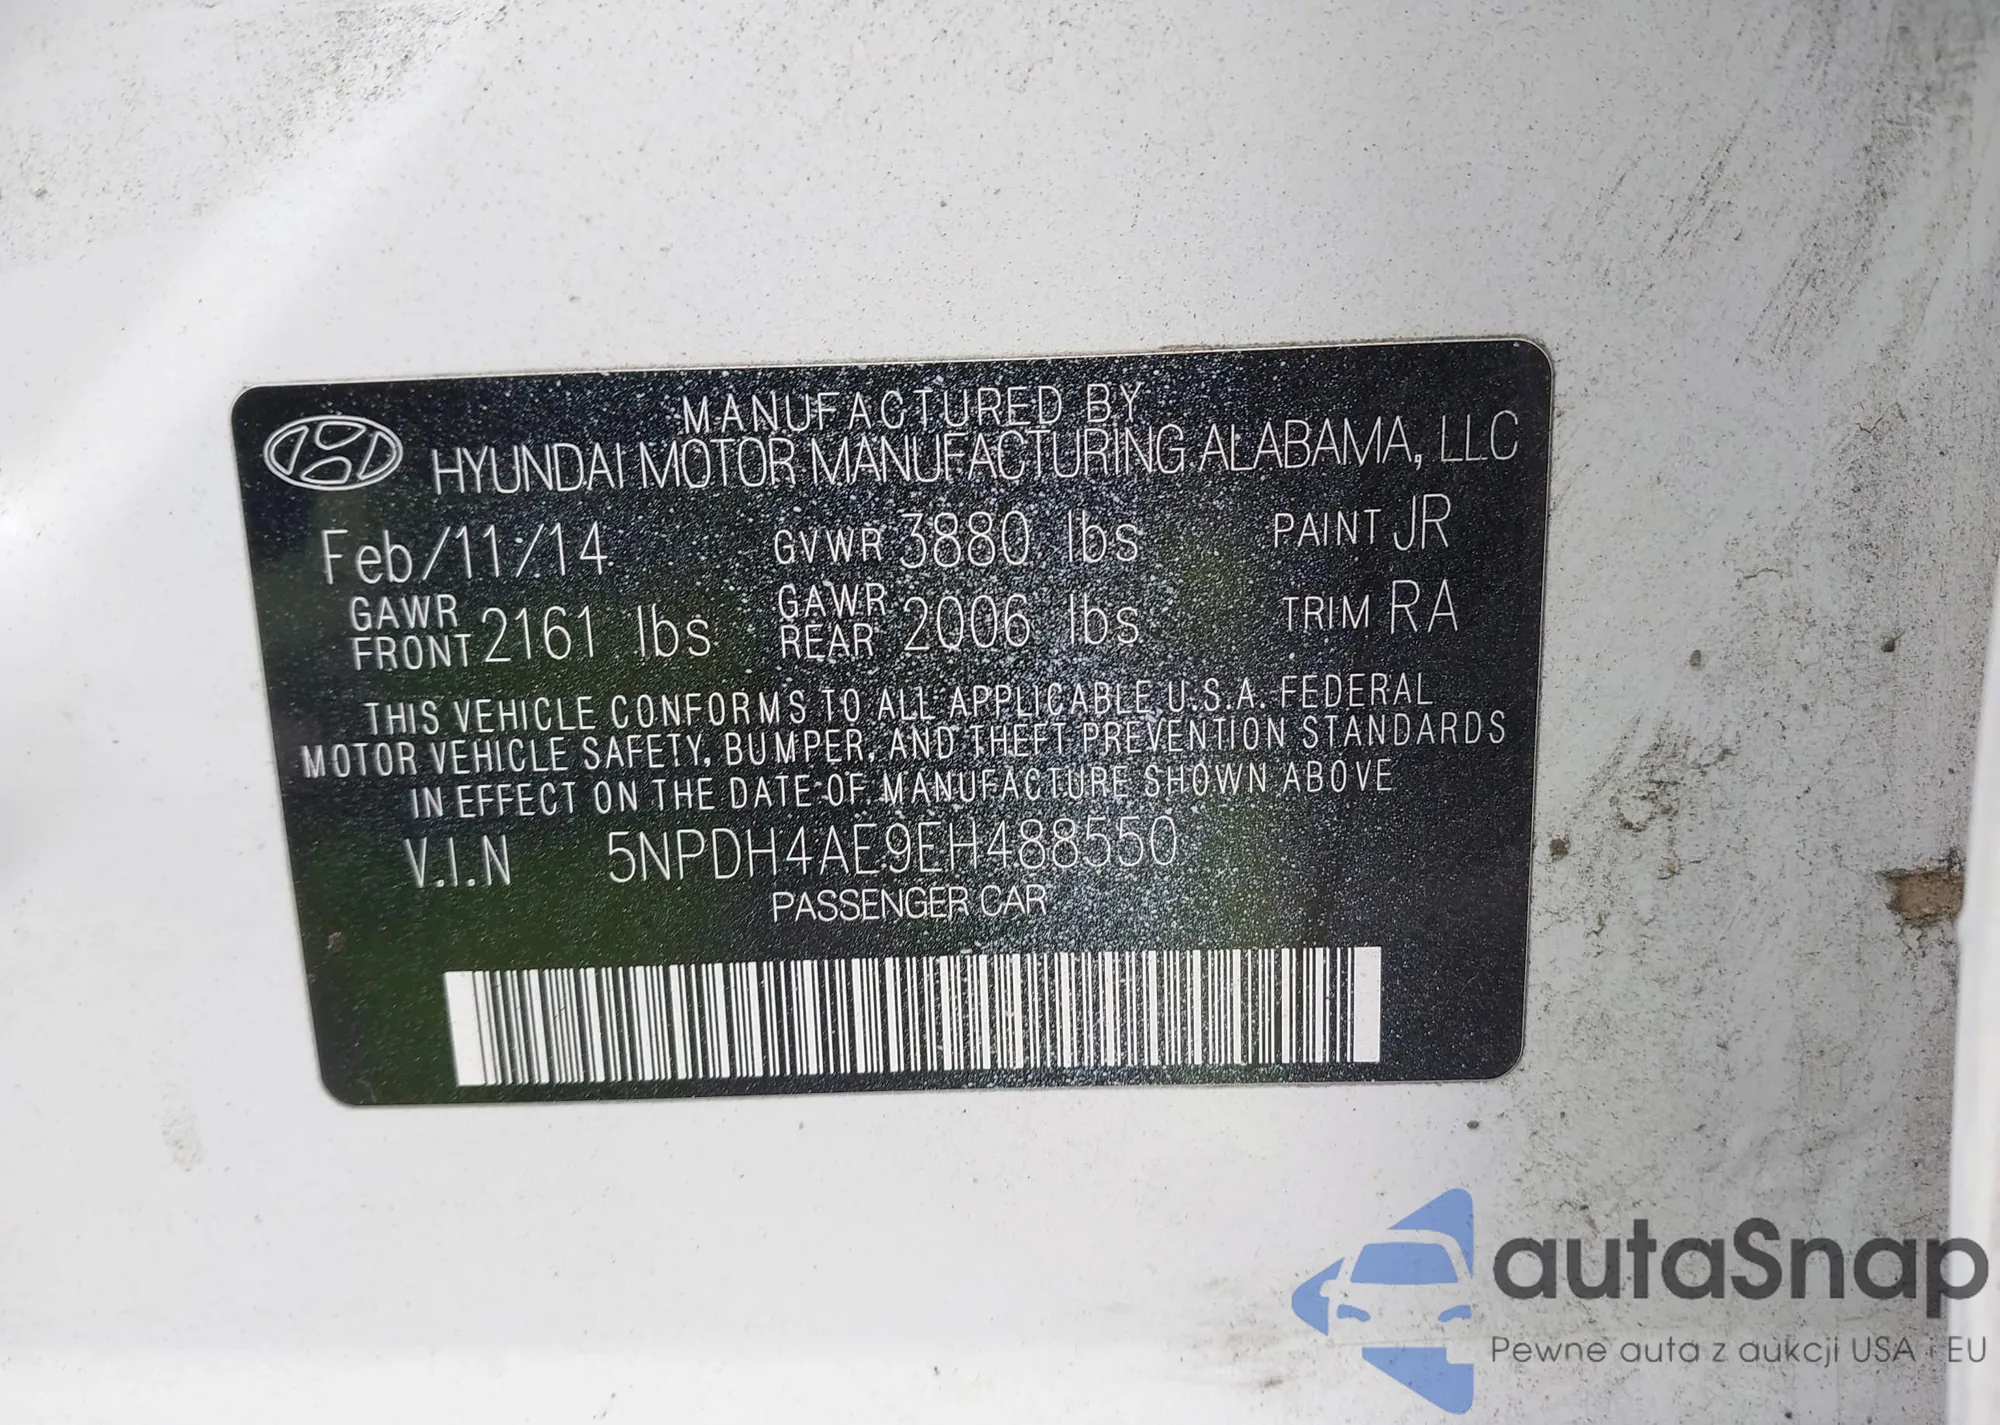 MANUFACTURED BY
HYUNDAI MOTOR MANUFACTURING ALABAMA, LLC
Feb/11/14 GVWR 3880 lbs PAINT JR
GAWR FRONT 2161 lbs GAWR REAR 2006 lbs TRIM RA
THIS VEHICLE CONFORMS TO ALL APPLICABLE U.S.A. FEDERAL
MOTOR VEHICLE SAFETY, BUMPER, AND THEFT PREVENTION STANDARDS
IN EFFECT ON THE DATE OF MANUFACTURE SHOWN ABOVE
V.I.N 5NPDH4AE9EH488550
PASSENGER CAR
autaSnap
Pewne auta z aukcji USA i EU